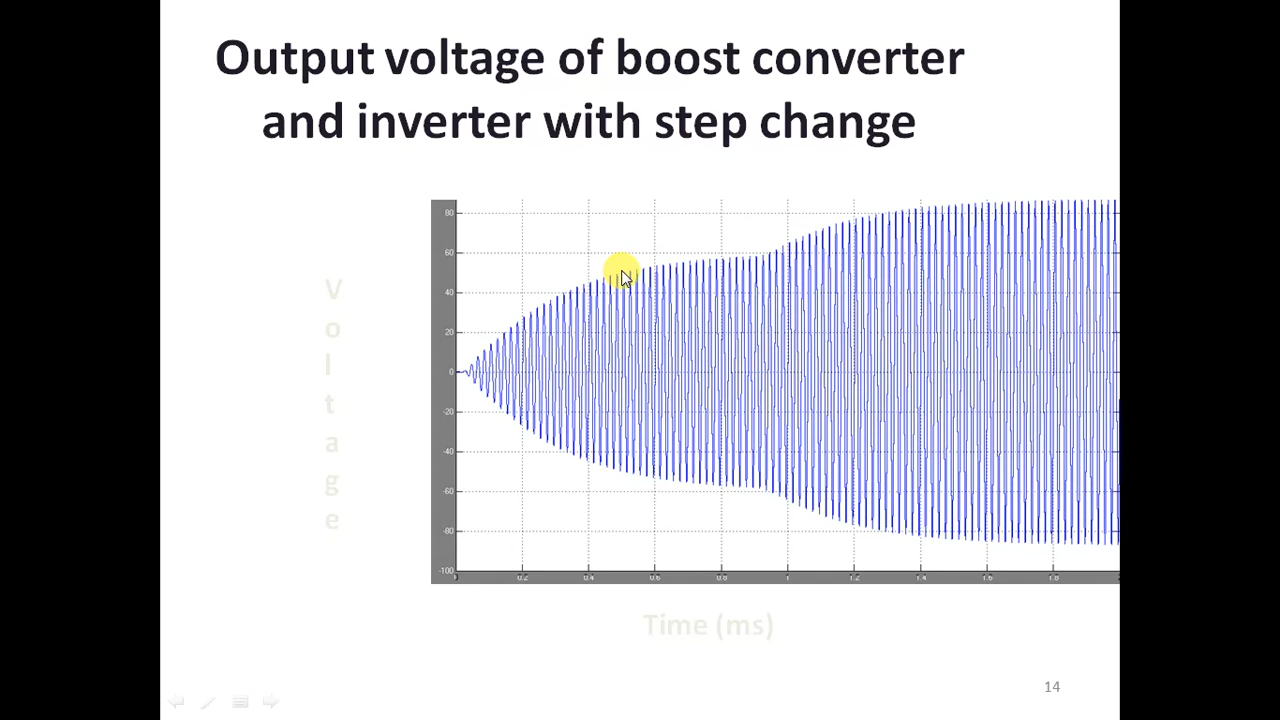 Output voltage of boost converter
and inverter with step change
80
60
40
20
0
-20
-40
-60
-80
-100
V
o
l
t
a
g
e
0
0.2
0.4
0.6
0.8
1
1.2
1.4
1.6
1.8
Time (ms)
14